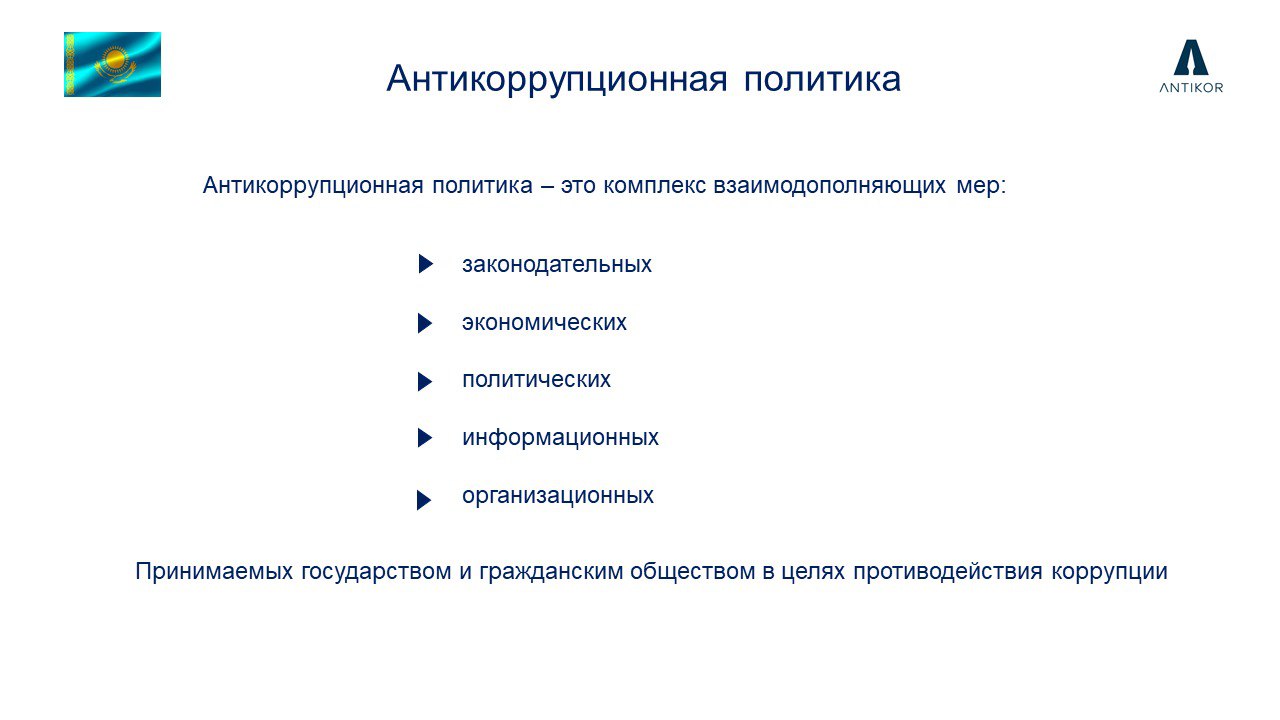 Антикоррупционная политика
ANTIKOR
Антикоррупционная политика – это комплекс взаимодополняющих мер:
законодательных
экономических
политических
информационных
организационных
Принимаемых государством и гражданским обществом в целях противодействия коррупции